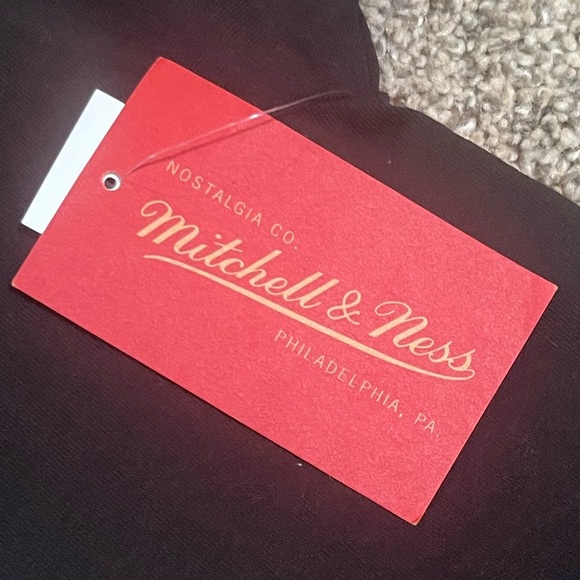 NOSTALGIA CO.
Mitchell & Ness
PHILADELPHIA, PA.